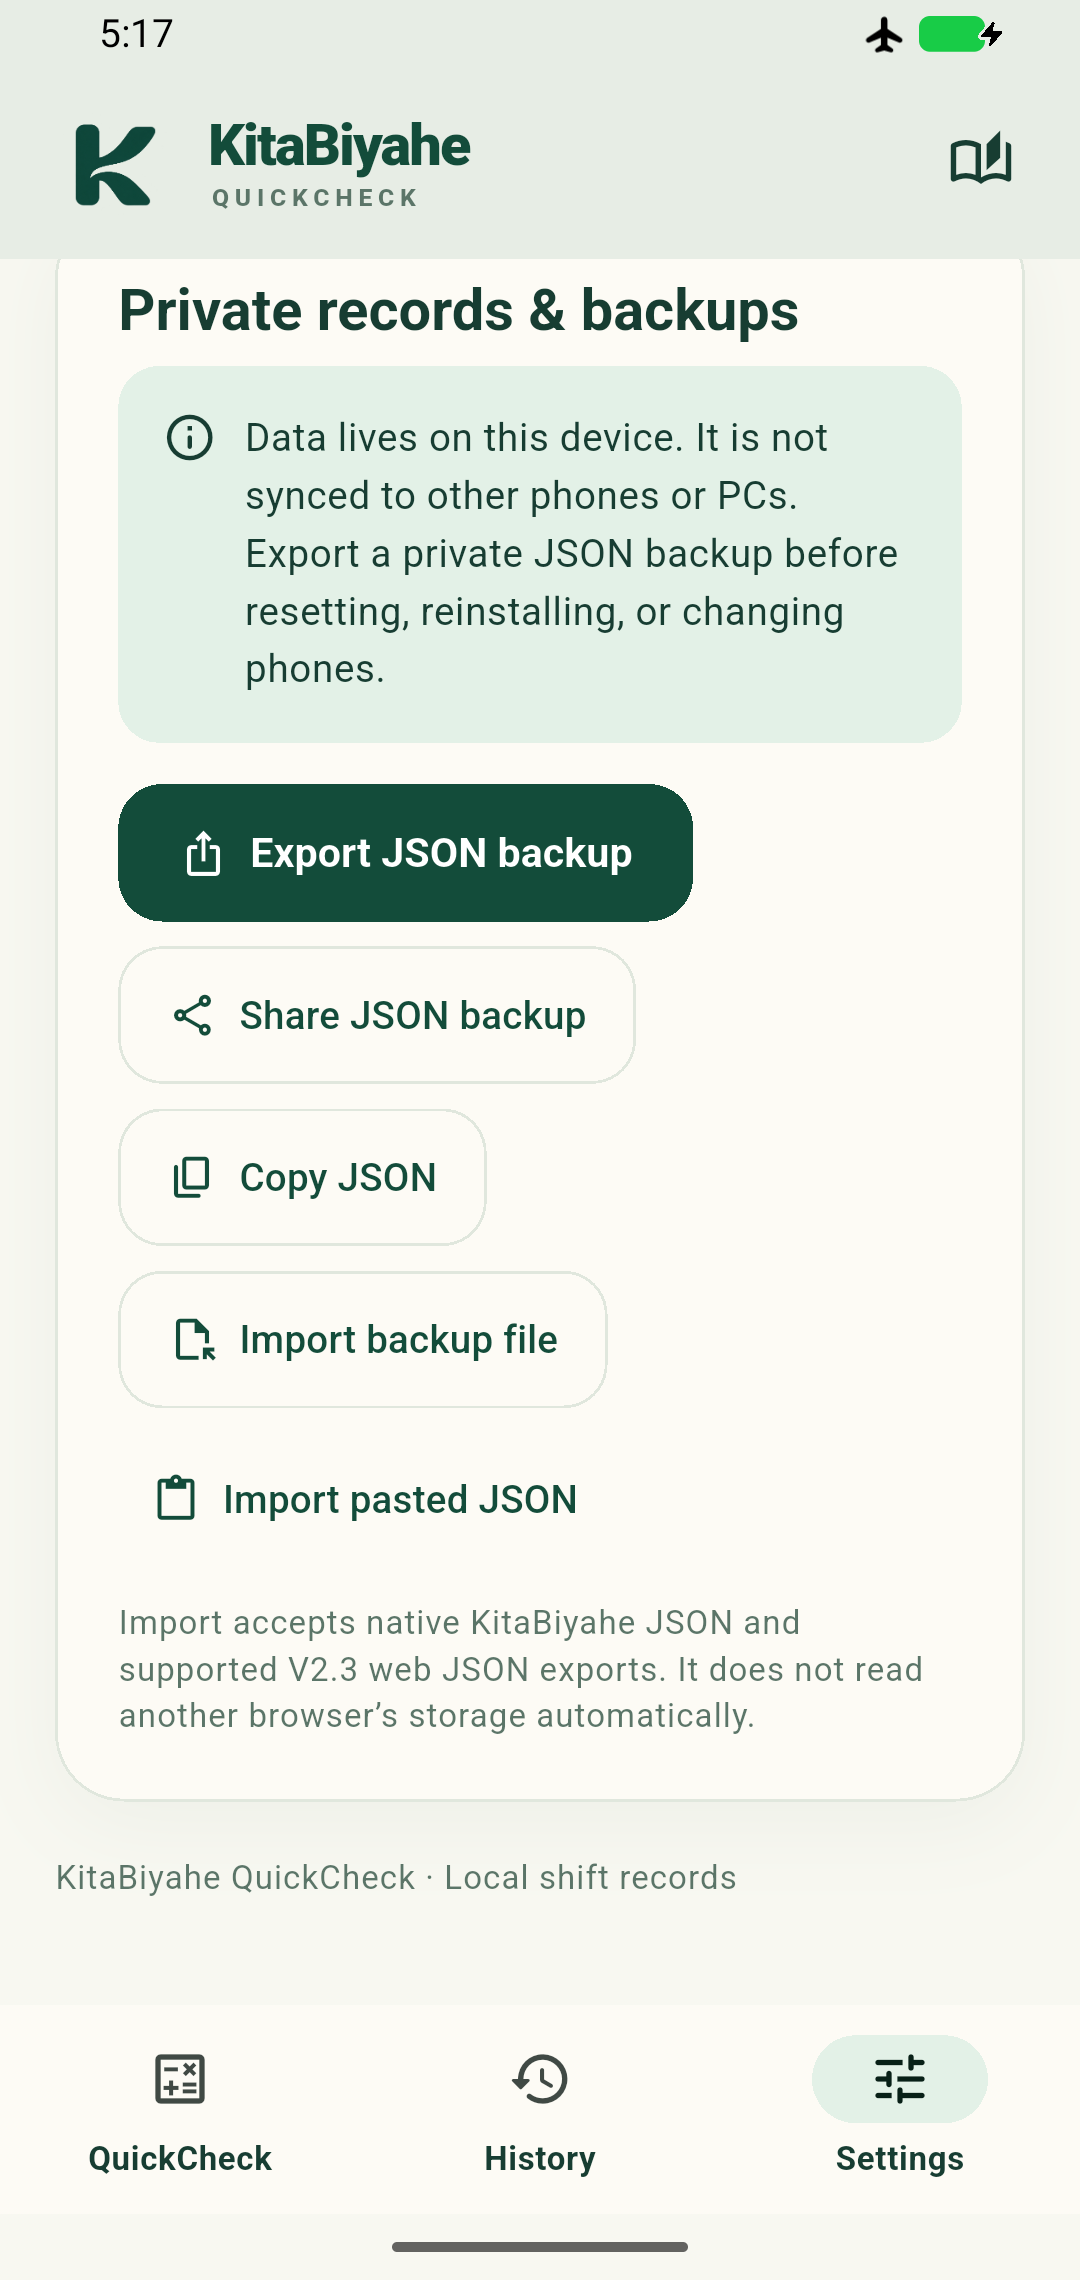 5:17
KitaBiyahe
QUICKCHECK
Private records & backups
Data lives on this device. It is not
synced to other phones or PCs.
Export a private JSON backup before
resetting, reinstalling, or changing
phones.
Export JSON backup
Share JSON backup
Copy JSON
Import backup file
Import pasted JSON
Import accepts native KitaBiyahe JSON and
supported V2.3 web JSON exports. It does not read
another browser’s storage automatically.
KitaBiyahe QuickCheck · Local shift records
QuickCheck
History
Settings